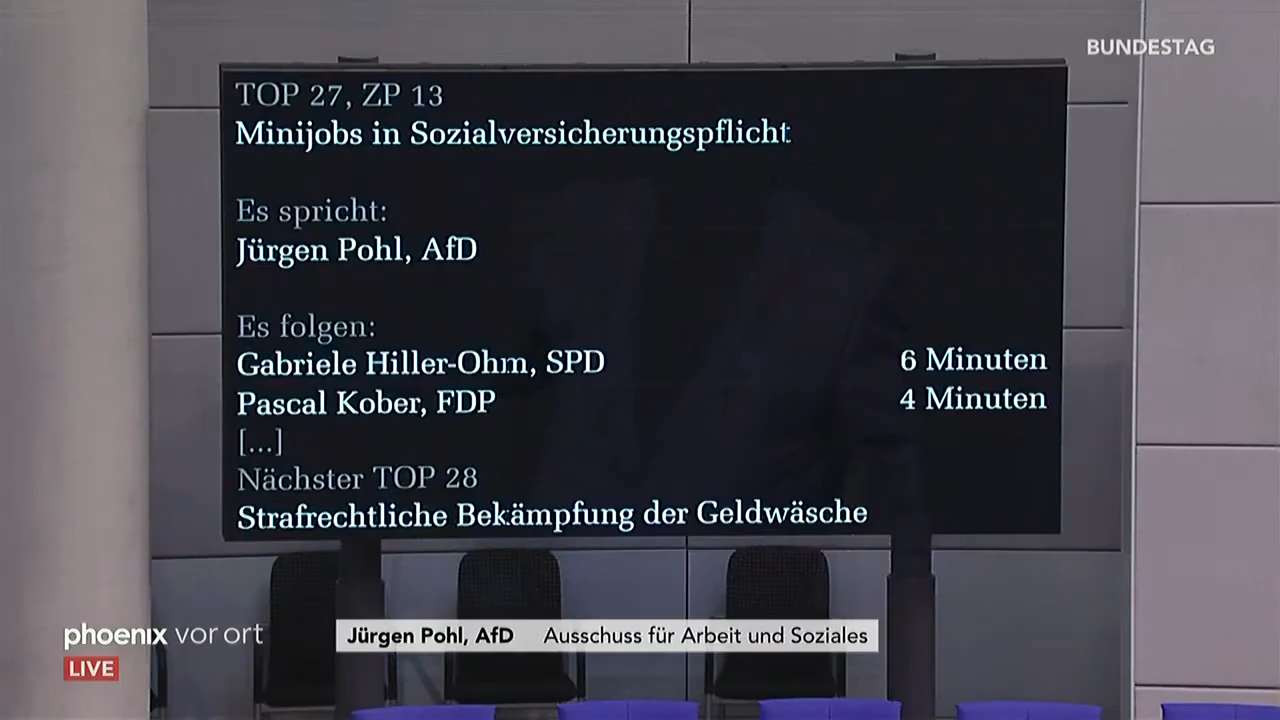 BUNDESTAG
TOP 27, ZP 13
Minijobs in Sozialversicherungspflicht
Es spricht:
Jürgen Pohl, AfD
Es folgen:
Gabriele Hiller-Ohm, SPD 6 Minuten
Pascal Kober, FDP 4 Minuten
[...]
Nächster TOP 28
Strafrechtliche Bekämpfung der Geldwäsche
phoenix vor ort
LIVE
Jürgen Pohl, AfD Ausschuss für Arbeit und Soziales